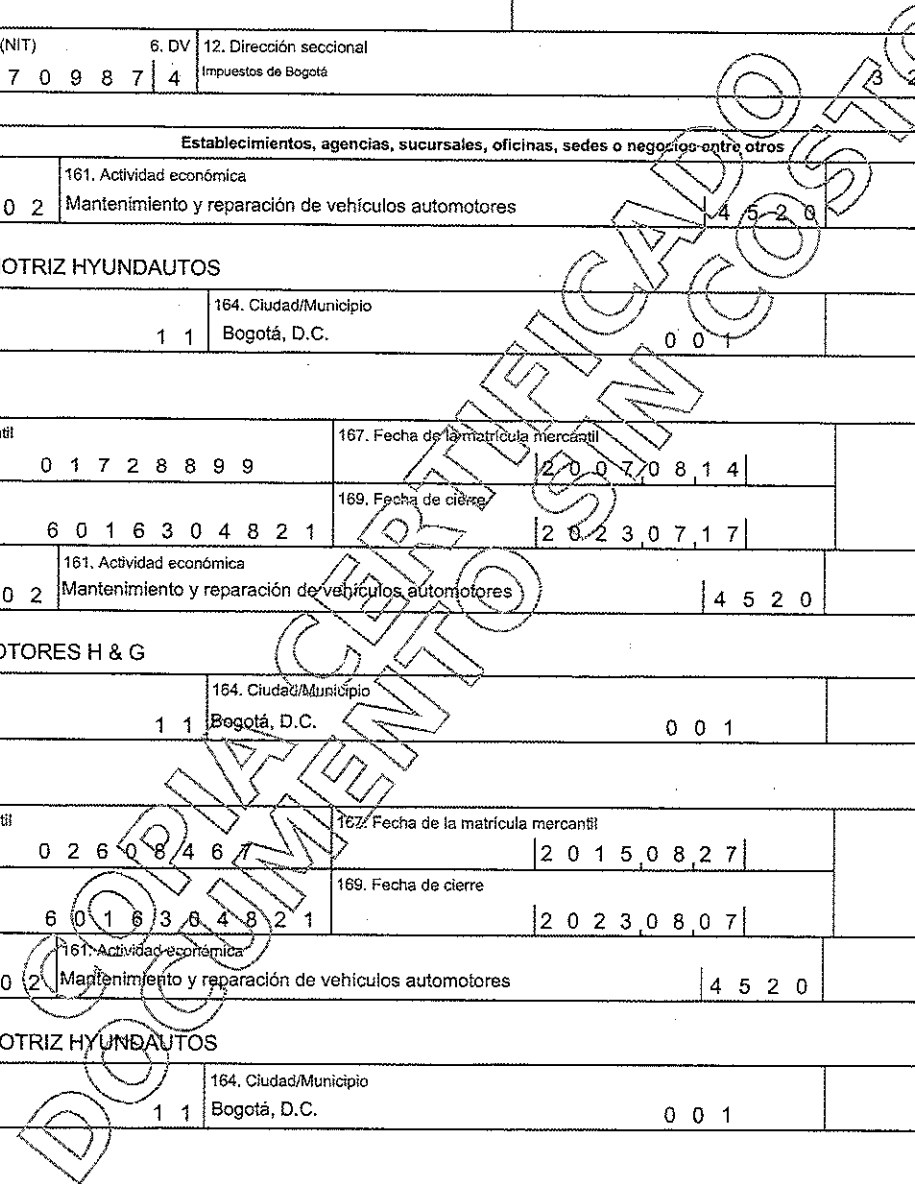 (NIT) 6. DV 12. Dirección seccional
7 0 9 8 7 4 Impuestos de Bogotá 3 2
Establecimientos, agencias, sucursales, oficinas, sedes o negocios entre otros
161. Actividad económica
0 2 Mantenimiento y reparación de vehículos automotores 4 5 2 0
OTRIZ HYUNDAUTOS
164. Ciudad/Municipio
1 1 Bogotá, D.C. 0 0 1
til 167. Fecha de la matrícula mercantil
0 1 7 2 8 8 9 9 2 0 0 7 0 8 1 4
169. Fecha de cierre
6 0 1 6 3 0 4 8 2 1 2 0 2 3 0 7 1 7
161. Actividad económica
0 2 Mantenimiento y reparación de vehículos automotores 4 5 2 0
OTORES H & G
164. Ciudad/Municipio
1 1 Bogotá, D.C. 0 0 1
til 167. Fecha de la matrícula mercantil
0 2 6 0 8 4 6 7 2 0 1 5 0 8 2 7
169. Fecha de cierre
6 0 1 6 3 0 4 8 2 1 2 0 2 3 0 8 0 7
161. Actividad económica
0 2 Mantenimiento y reparación de vehículos automotores 4 5 2 0
OTRIZ HYUNDAUTOS
164. Ciudad/Municipio
1 1 Bogotá, D.C. 0 0 1
COPIA CERTIFICADO
DOCUMENTO SIN COSTO